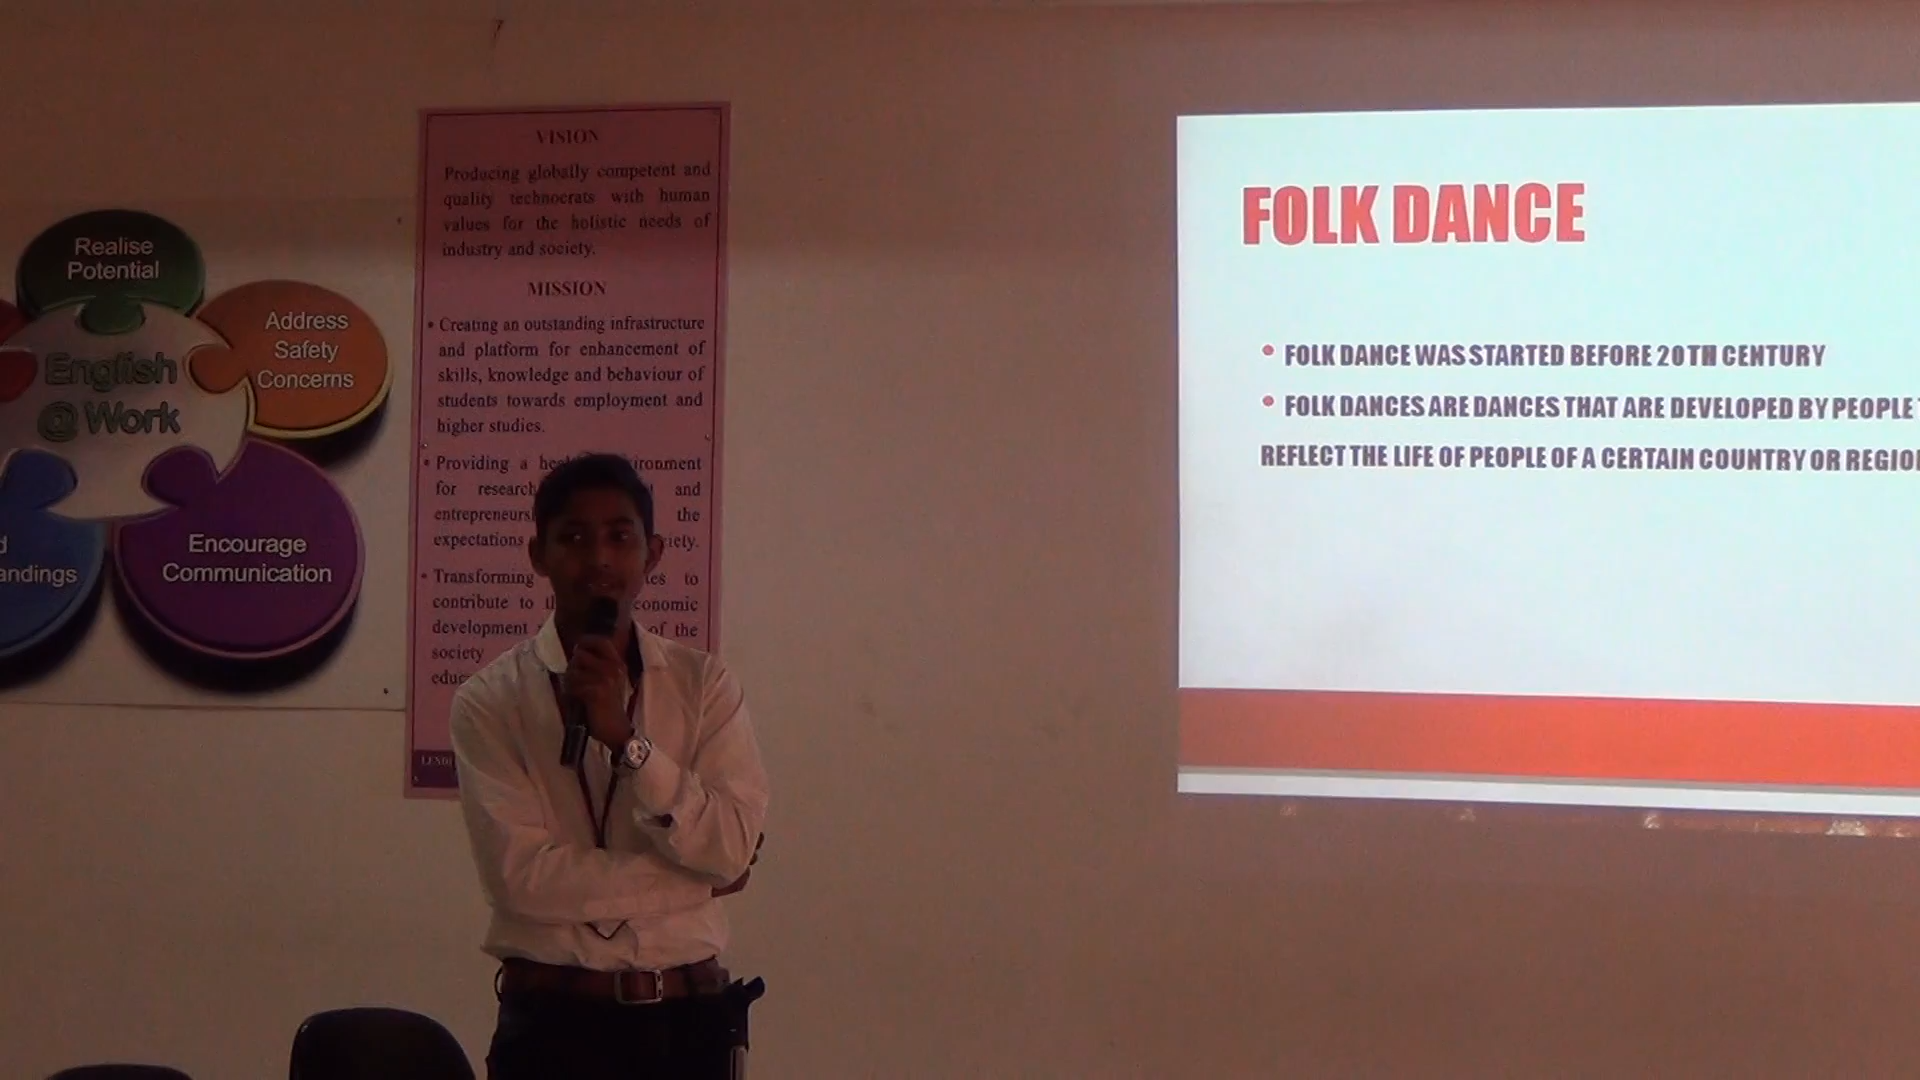 Realise
Potential
Address
Safety
Concerns
English
@ Work
Encourage
Communication
VISION
Producing globally competent and
quality technocrats with human
values for the holistic needs of
industry and society.
MISSION
• Creating an outstanding infrastructure
and platform for enhancement of
skills, knowledge and behaviour of
students towards employment and
higher studies.
• Providing a
for research and
the
expectations
• Transforming to
contribute to
development of the
society
FOLK DANCE
• FOLK DANCE WAS STARTED BEFORE 20TH CENTURY
• FOLK DANCES ARE DANCES THAT ARE DEVELOPED BY PEOPLE
REFLECT THE LIFE OF PEOPLE OF A CERTAIN COUNTRY OR